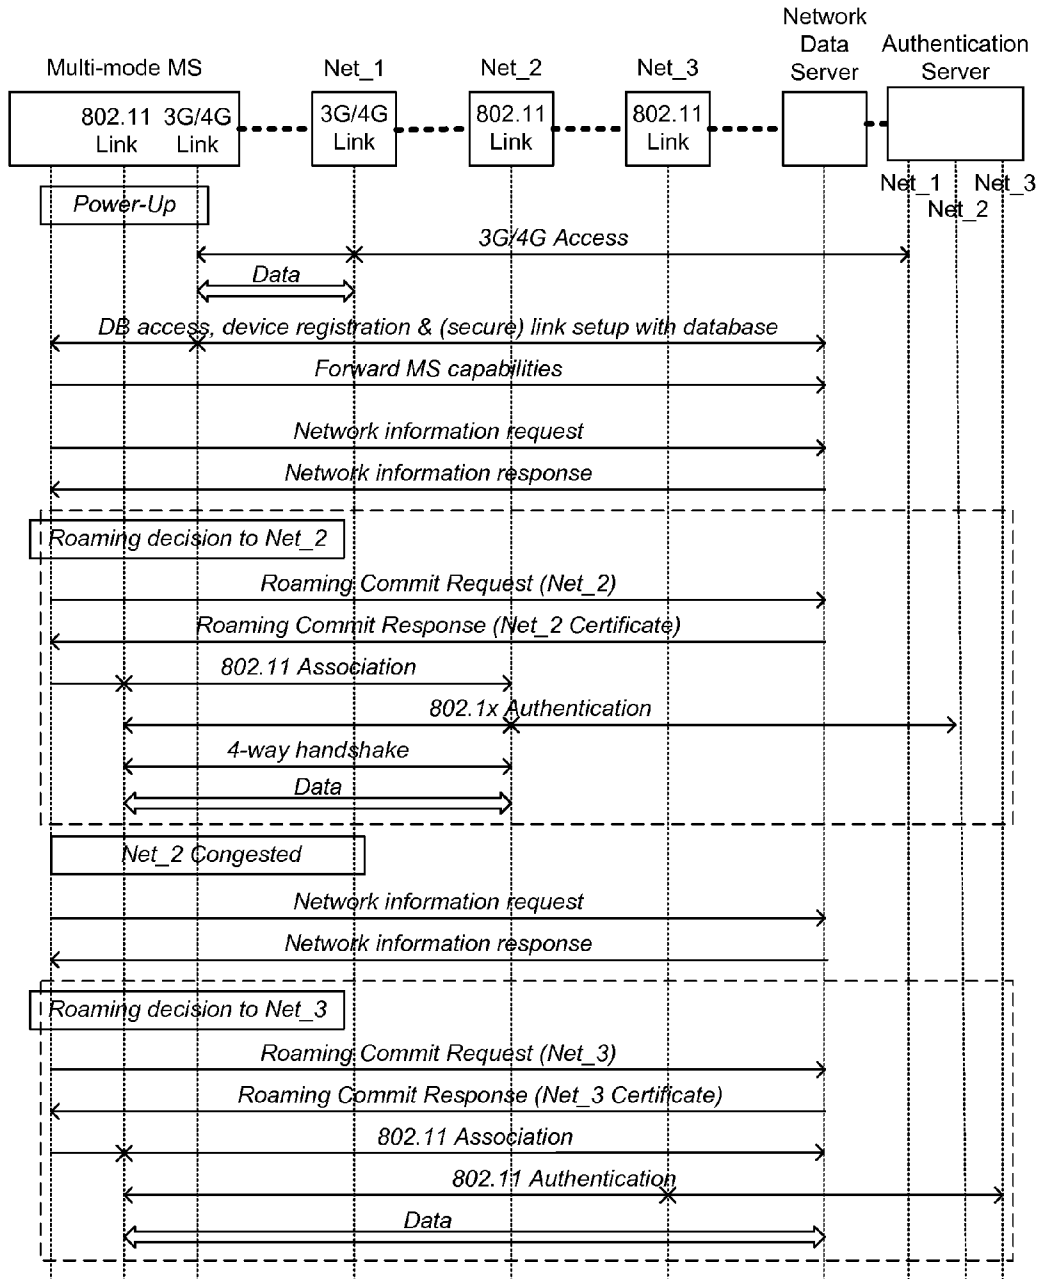 Network
Data
Server
Authentication
Server
Multi-mode MS
Net_1
Net_2
Net_3
802.11
Link
3G/4G
Link
3G/4G
Link
802.11
Link
802.11
Link
Net_1
Net_2
Net_3
Power-Up
3G/4G Access
Data
DB access, device registration & (secure) link setup with database
Forward MS capabilities
Network information request
Network information response
Roaming decision to Net_2
Roaming Commit Request (Net_2)
Roaming Commit Response (Net_2 Certificate)
802.11 Association
802.1x Authentication
4-way handshake
Data
Net_2 Congested
Network information request
Network information response
Roaming decision to Net_3
Roaming Commit Request (Net_3)
Roaming Commit Response (Net_3 Certificate)
802.11 Association
802.11 Authentication
Data